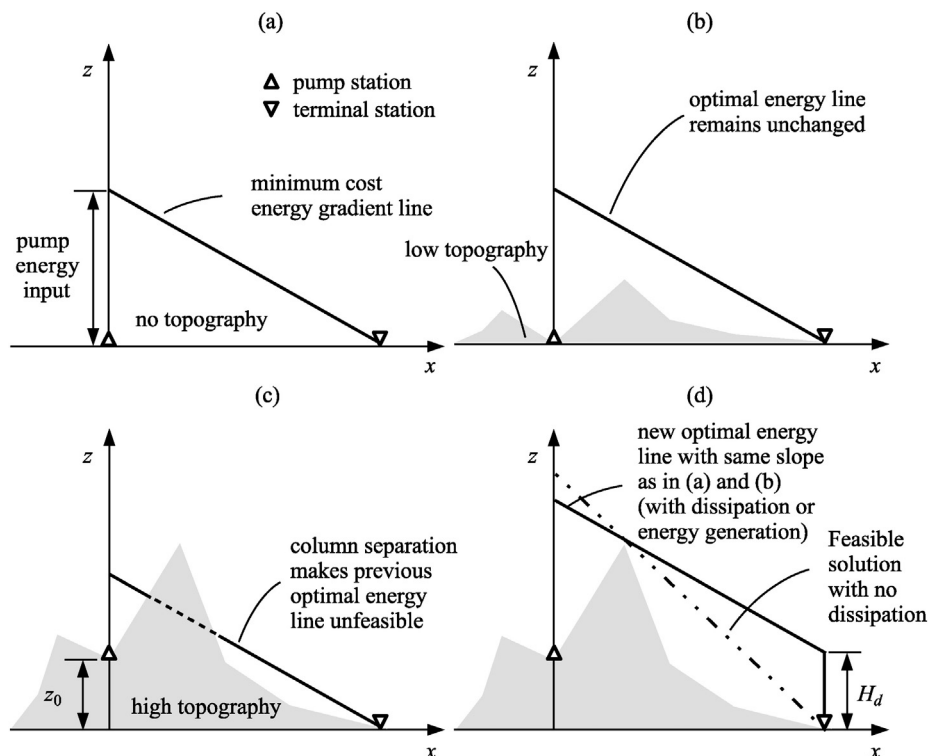 (a)
z
△ pump station
▽ terminal station
minimum cost
energy gradient line
pump
energy
input
no topography
x
(b)
z
optimal energy line
remains unchanged
low topography
x
(c)
z
column separation
makes previous
optimal energy
line unfeasible
z0
high topography
x
(d)
z
new optimal energy
line with same slope
as in (a) and (b)
(with dissipation or
energy generation)
Feasible
solution
with no
dissipation
Hd
x